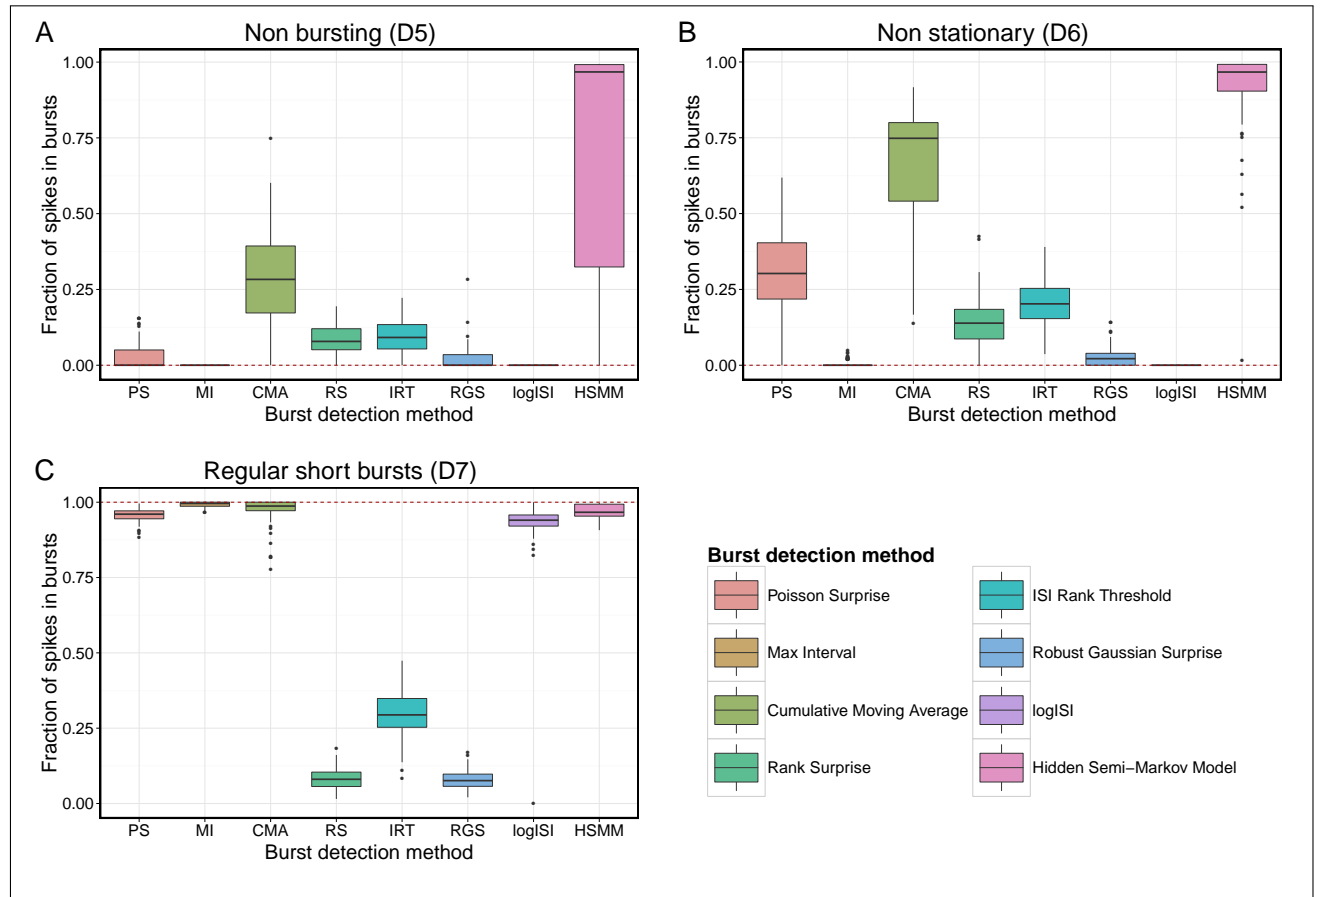 A
Non bursting (D5)
Fraction of spikes in bursts
1.00
0.75
0.50
0.25
0.00
PS MI CMA RS IRT RGS logISI HSMM
Burst detection method
B
Non stationary (D6)
Fraction of spikes in bursts
1.00
0.75
0.50
0.25
0.00
PS MI CMA RS IRT RGS logISI HSMM
Burst detection method
C
Regular short bursts (D7)
Fraction of spikes in bursts
1.00
0.75
0.50
0.25
0.00
PS MI CMA RS IRT RGS logISI HSMM
Burst detection method
Burst detection method
Poisson Surprise
Max Interval
Cumulative Moving Average
Rank Surprise
ISI Rank Threshold
Robust Gaussian Surprise
logISI
Hidden Semi−Markov Model